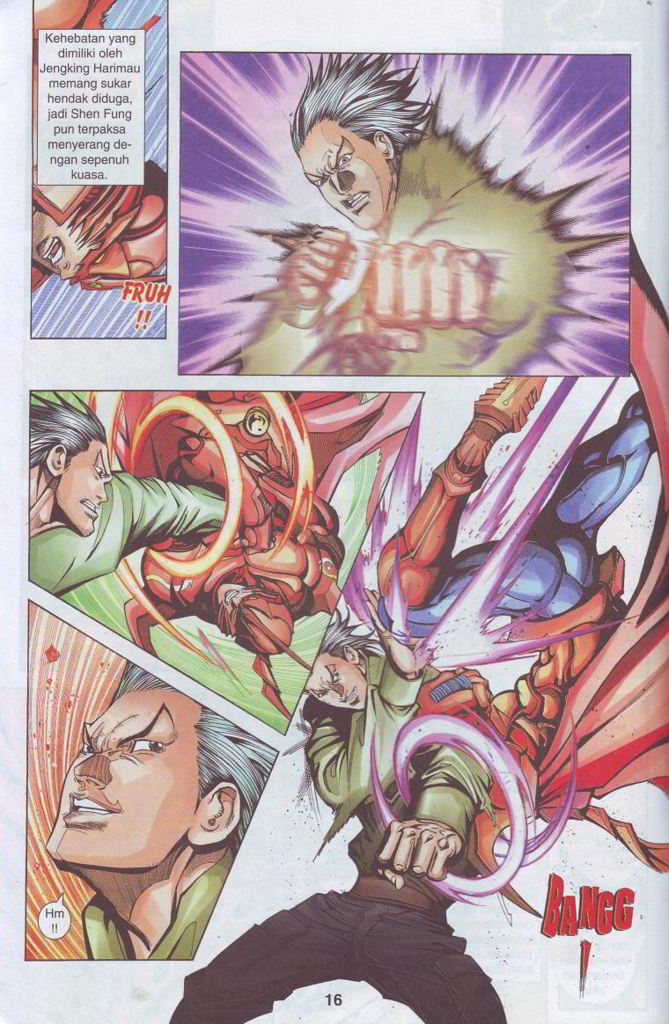 Kehebatan yang
dimiliki oleh
Jengking Harimau
memang sukar
hendak diduga,
jadi Shen Fung
pun terpaksa
menyerang de-
ngan sepenuh
kuasa.
FRUH
!!
Hm
!!
BANGG
!
16